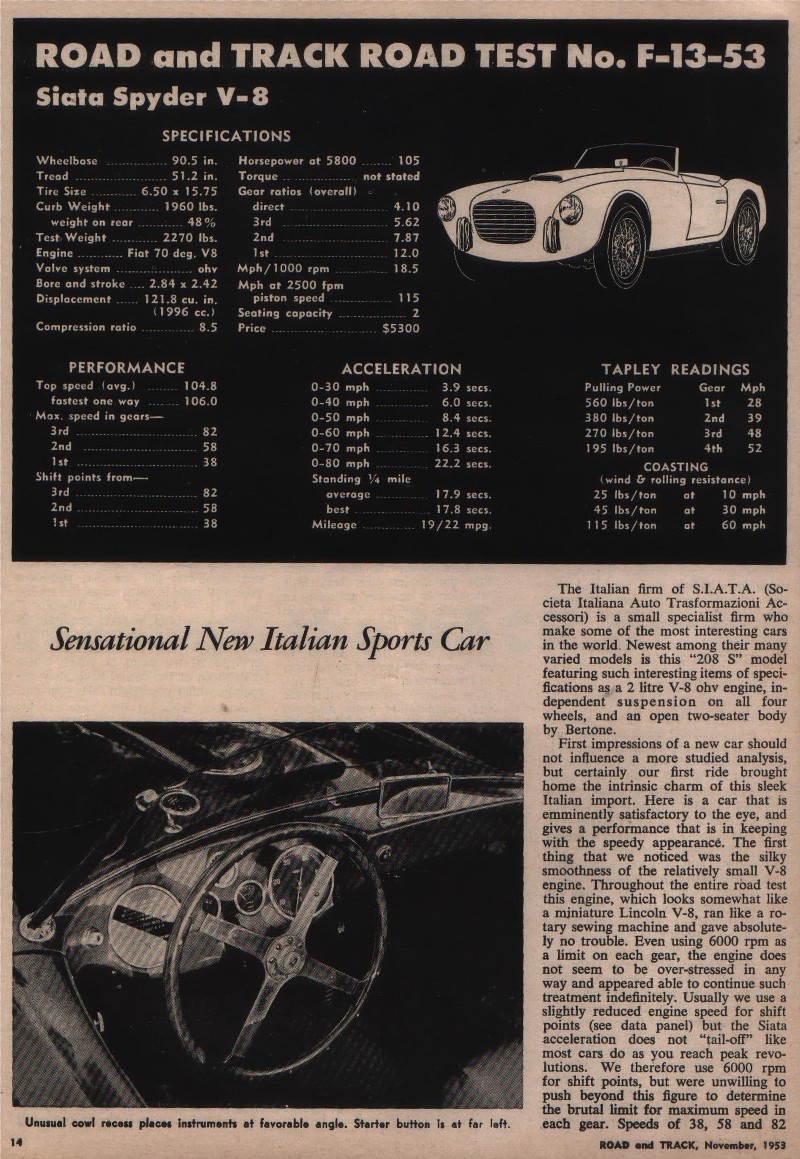 ROAD and TRACK ROAD TEST No. F-13-53
Siata Spyder V-8
SPECIFICATIONS
Wheelbase ............... 90.5 in.
Tread ..................... 51.2 in.
Tire Size ........... 6.50 x 15.75
Curb Weight ........... 1960 lbs.
weight on rear ......... 48%
Test Weight ............ 2270 lbs.
Engine ........... Fiat 70 deg. V8
Valve system ................ ohv
Bore and stroke .... 2.84 x 2.42
Displacement ...... 121.8 cu. in.
(1996 cc.)
Compression ratio ............ 8.5
Horsepower at 5800 ........ 105
Torque ................. not stated
Gear ratios (overall)
direct ........................ 4.10
3rd ........................... 5.62
2nd .......................... 7.87
1st ........................... 12.0
Mph/1000 rpm .............. 18.5
Mph at 2500 fpm
piston speed ................ 115
Seating capacity ................ 2
Price ........................ $5300
PERFORMANCE
Top speed (avg.) ........ 104.8
fastest one way ........ 106.0
Max. speed in gears—
3rd ............................. 82
2nd ............................ 58
1st ............................. 38
Shift points from—
3rd ............................. 82
2nd ............................ 58
1st ............................. 38
ACCELERATION
0-30 mph .............. 3.9 secs.
0-40 mph .............. 6.0 secs.
0-50 mph .............. 8.4 secs.
0-60 mph ............ 12.4 secs.
0-70 mph ............ 16.3 secs.
0-80 mph ............ 22.2 secs.
Standing ¼ mile
average ............. 17.9 secs.
best ................. 17.8 secs.
Mileage ............ 19/22 mpg.
TAPLEY READINGS
Pulling Power Gear Mph
560 lbs/ton 1st 28
380 lbs/ton 2nd 39
270 lbs/ton 3rd 48
195 lbs/ton 4th 52
COASTING
(wind & rolling resistance)
25 lbs/ton at 10 mph
45 lbs/ton at 30 mph
115 lbs/ton at 60 mph
Sensational New Italian Sports Car
Unusual cowl recess places instruments at favorable angle. Starter button is at far left.
The Italian firm of S.I.A.T.A. (So-
cieta Italiana Auto Trasformazioni Ac-
cessori) is a small specialist firm who
make some of the most interesting cars
in the world. Newest among their many
varied models is this “208 S” model
featuring such interesting items of speci-
fications as a 2 litre V-8 ohv engine, in-
dependent suspension on all four
wheels, and an open two-seater body
by Bertone.
First impressions of a new car should
not influence a more studied analysis,
but certainly our first ride brought
home the intrinsic charm of this sleek
Italian import. Here is a car that is
emminently satisfactory to the eye, and
gives a performance that is in keeping
with the speedy appearance. The first
thing that we noticed was the silky
smoothness of the relatively small V-8
engine. Throughout the entire road test
this engine, which looks somewhat like
a miniature Lincoln V-8, ran like a ro-
tary sewing machine and gave absolute-
ly no trouble. Even using 6000 rpm as
a limit on each gear, the engine does
not seem to be over-stressed in any
way and appeared able to continue such
treatment indefinitely. Usually we use a
slightly reduced engine speed for shift
points (see data panel) but the Siata
acceleration does not “tail-off” like
most cars do as you reach peak revo-
lutions. We therefore use 6000 rpm
for shift points, but were unwilling to
push beyond this figure to determine
the brutal limit for maximum speed in
each gear. Speeds of 38, 58 and 82
14
ROAD and TRACK, November, 1953